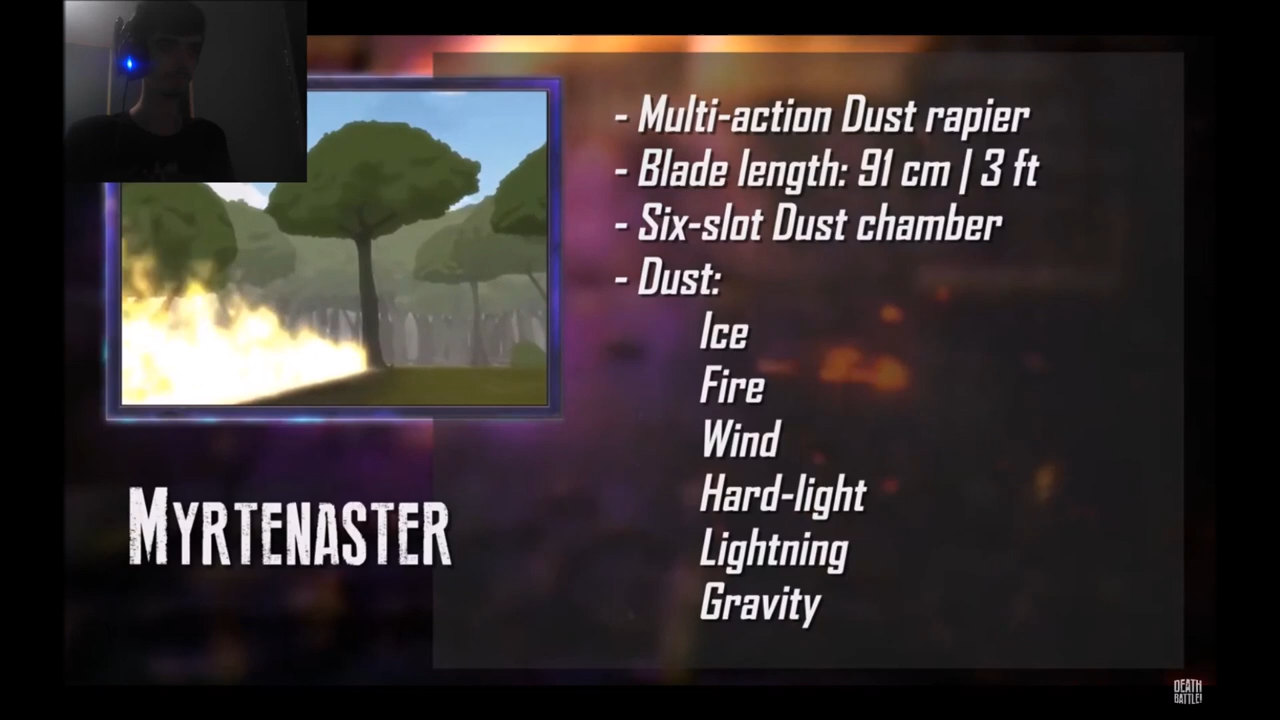 - Multi-action Dust rapier
- Blade length: 91 cm | 3 ft
- Six-slot Dust chamber
- Dust:
Ice
Fire
Wind
Hard-light
Lightning
Gravity
MYRTENASTER
DEATH
BATTLE!